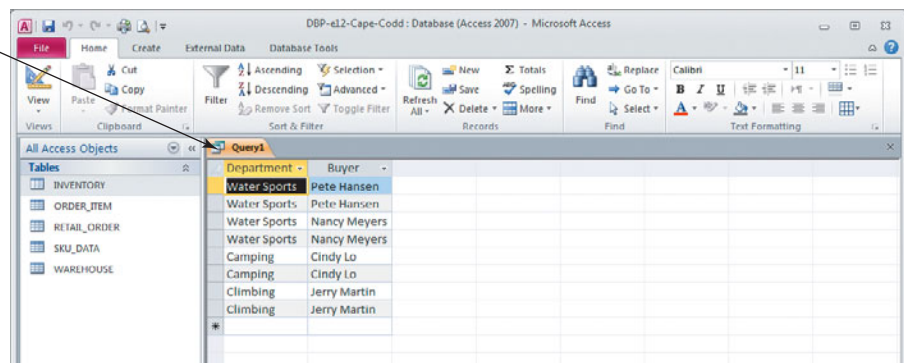 DBP-e12-Cape-Codd : Database (Access 2007) - Microsoft Access
File Home Create External Data Database Tools
View
Paste
Cut
Copy
Format Painter
Filter
Ascending
Descending
Remove Sort
Selection
Advanced
Toggle Filter
Refresh All
New
Save
Delete
Totals
Spelling
More
Find
Replace
Go To
Select
Calibri 11
B I U
A
Views Clipboard Sort & Filter Records Find Text Formatting
All Access Objects
Tables
INVENTORY
ORDER_ITEM
RETAIL_ORDER
SKU_DATA
WAREHOUSE
Query1
Department Buyer
Water Sports Pete Hansen
Water Sports Pete Hansen
Water Sports Nancy Meyers
Water Sports Nancy Meyers
Camping Cindy Lo
Camping Cindy Lo
Climbing Jerry Martin
Climbing Jerry Martin